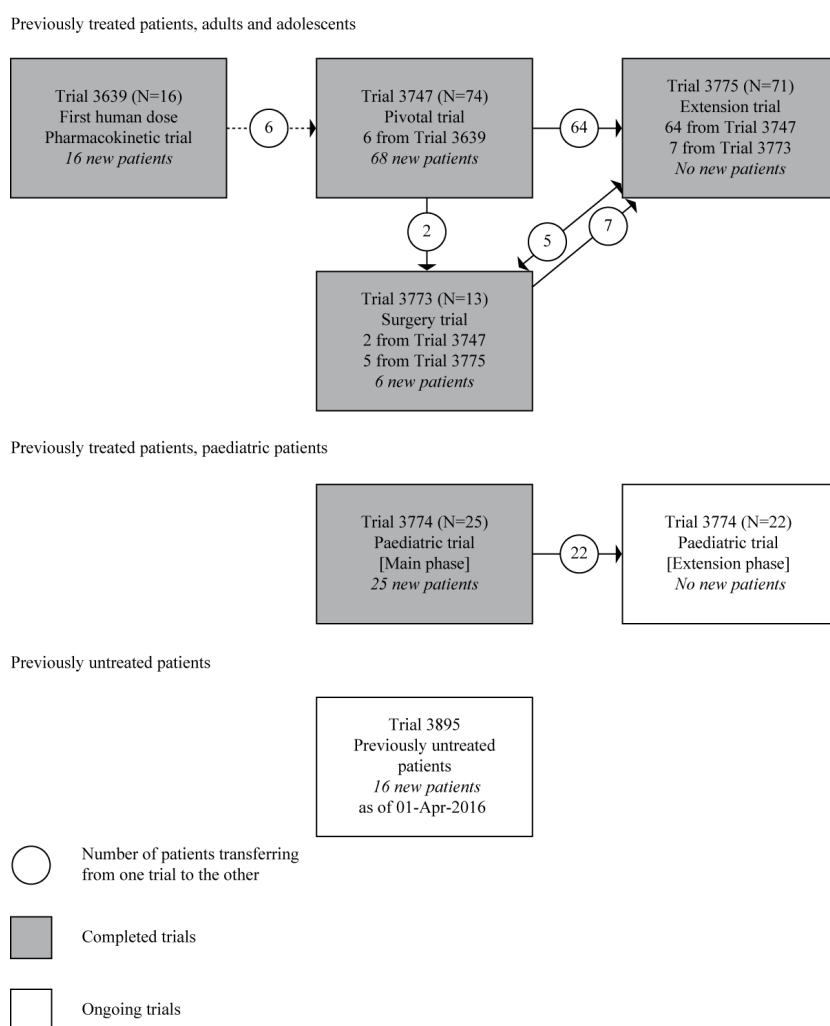 Previously treated patients, adults and adolescents
Trial 3639 (N=16)
First human dose
Pharmacokinetic trial
16 new patients
6
Trial 3747 (N=74)
Pivotal trial
6 from Trial 3639
68 new patients
64
Trial 3775 (N=71)
Extension trial
64 from Trial 3747
7 from Trial 3773
No new patients
2
5
7
Trial 3773 (N=13)
Surgery trial
2 from Trial 3747
5 from Trial 3775
6 new patients
Previously treated patients, paediatric patients
Trial 3774 (N=25)
Paediatric trial
[Main phase]
25 new patients
22
Trial 3774 (N=22)
Paediatric trial
[Extension phase]
No new patients
Previously untreated patients
Trial 3895
Previously untreated
patients
16 new patients
as of 01-Apr-2016
Number of patients transferring
from one trial to the other
Completed trials
Ongoing trials